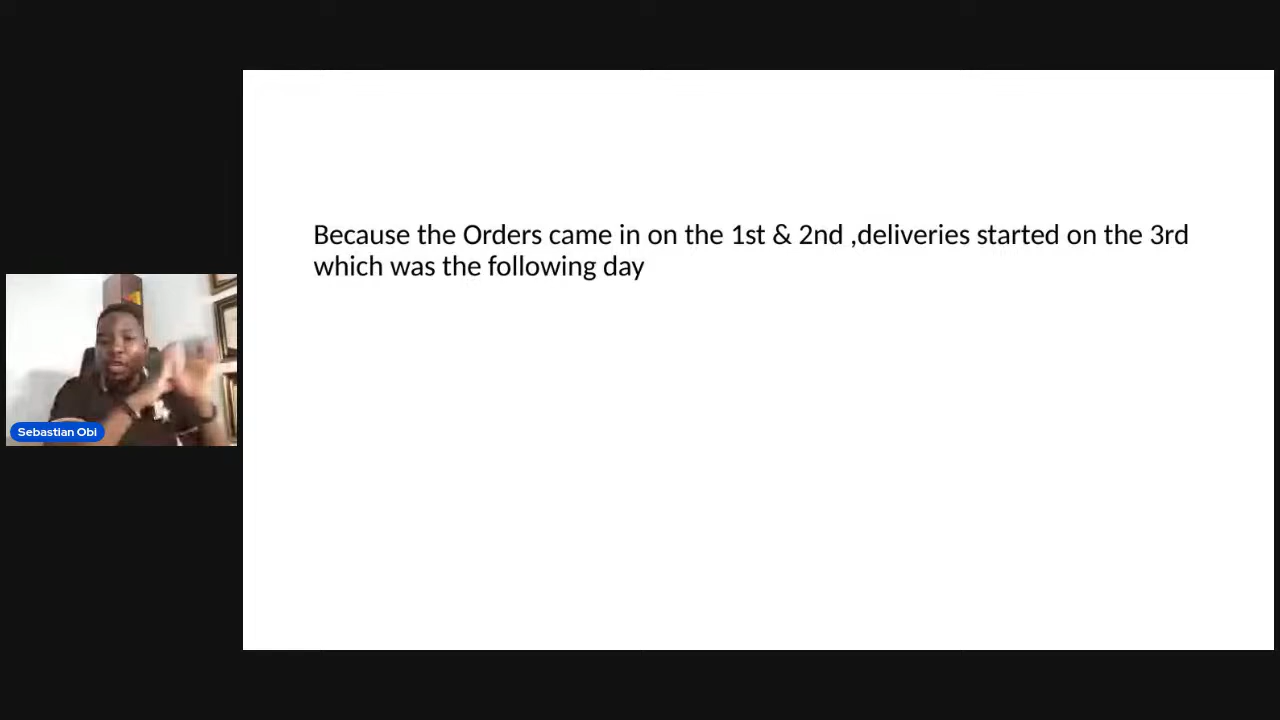 Because the Orders came in on the 1st & 2nd ,deliveries started on the 3rd
which was the following day
Sebastian Obi